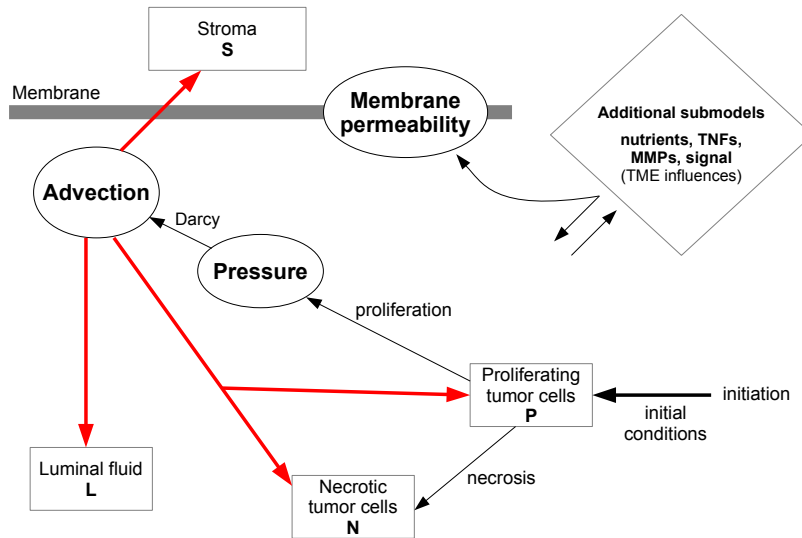 Stroma
S
Membrane
Membrane
permeability
Additional submodels
nutrients, TNFs,
MMPs, signal
(TME influences)
Advection
Darcy
Pressure
proliferation
Proliferating
tumor cells
P
initiation
initial
conditions
Luminal fluid
L
necrosis
Necrotic
tumor cells
N